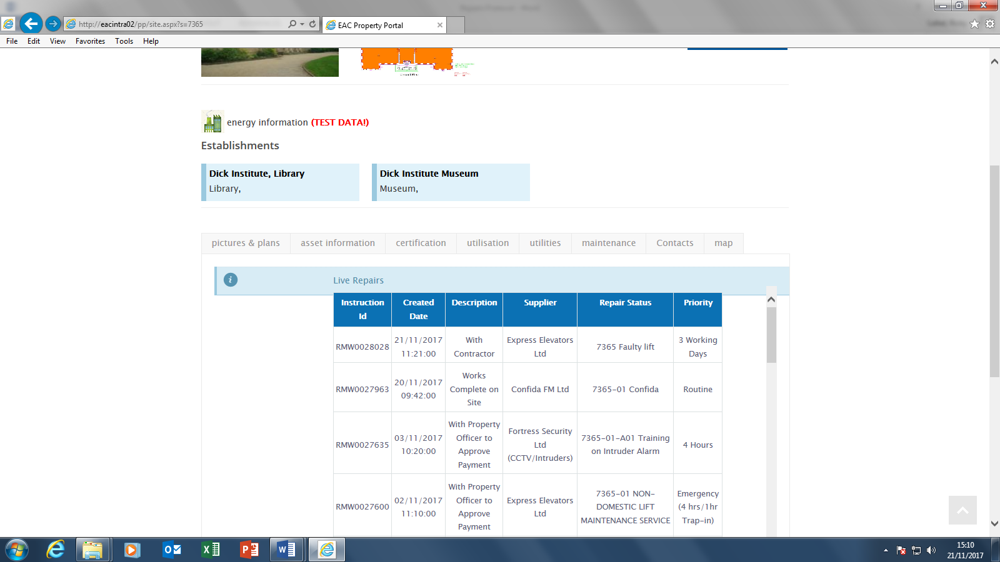 http://eacintra02/pp/site.aspx?s=7365
EAC Property Portal
File Edit View Favorites Tools Help
energy information (TEST DATA!)
Establishments
Dick Institute, Library
Library,
Dick Institute Museum
Museum,
pictures & plans asset information certification utilisation utilities maintenance Contacts map
Live Repairs
Instruction Id Created Date Description Supplier Repair Status Priority
RMW0028028 21/11/2017 11:21:00 With Contractor Express Elevators Ltd 7365 Faulty lift 3 Working Days
RMW0027963 20/11/2017 09:42:00 Works Complete on Site Confida FM Ltd 7365-01 Confida Routine
RMW0027635 03/11/2017 10:20:00 With Property Officer to Approve Payment Fortress Security Ltd (CCTV/Intruders) 7365-01-A01 Training on Intruder Alarm 4 Hours
RMW0027600 02/11/2017 11:10:00 With Property Officer to Approve Payment Express Elevators Ltd 7365-01 NON-DOMESTIC LIFT MAINTENANCE SERVICE Emergency (4 hrs/1hr Trap-in)
15:10
21/11/2017